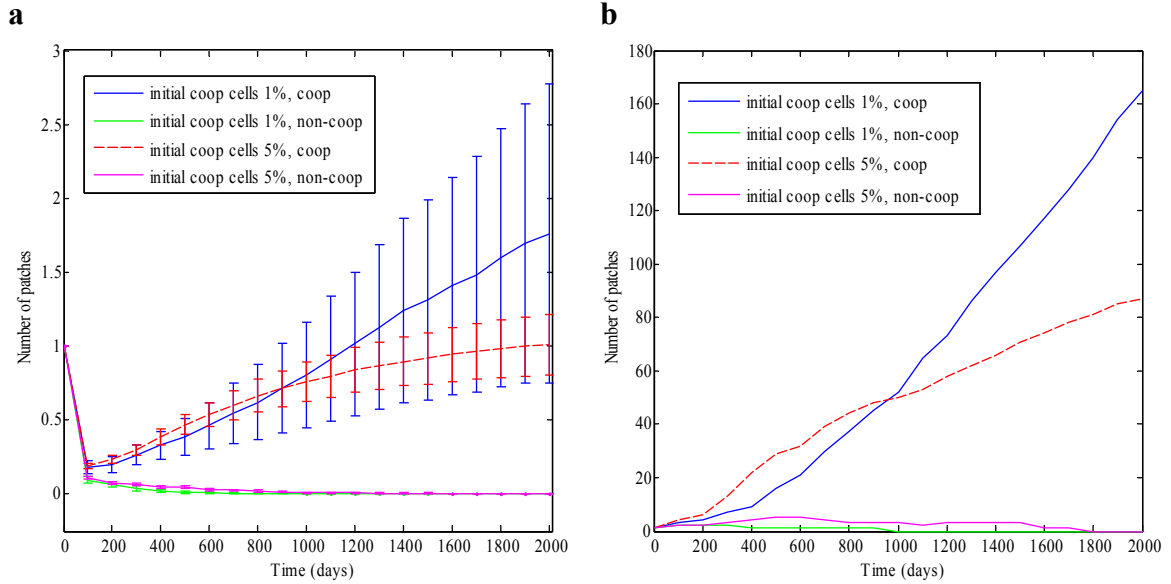 a
3
2.5
2
1.5
1
0.5
0
Number of patches
initial coop cells 1%, coop
initial coop cells 1%, non-coop
initial coop cells 5%, coop
initial coop cells 5%, non-coop
0 200 400 600 800 1000 1200 1400 1600 1800 2000
Time (days)
b
180
160
140
120
100
80
60
40
20
0
Number of patches
initial coop cells 1%, coop
initial coop cells 1%, non-coop
initial coop cells 5%, coop
initial coop cells 5%, non-coop
0 200 400 600 800 1000 1200 1400 1600 1800 2000
Time (days)